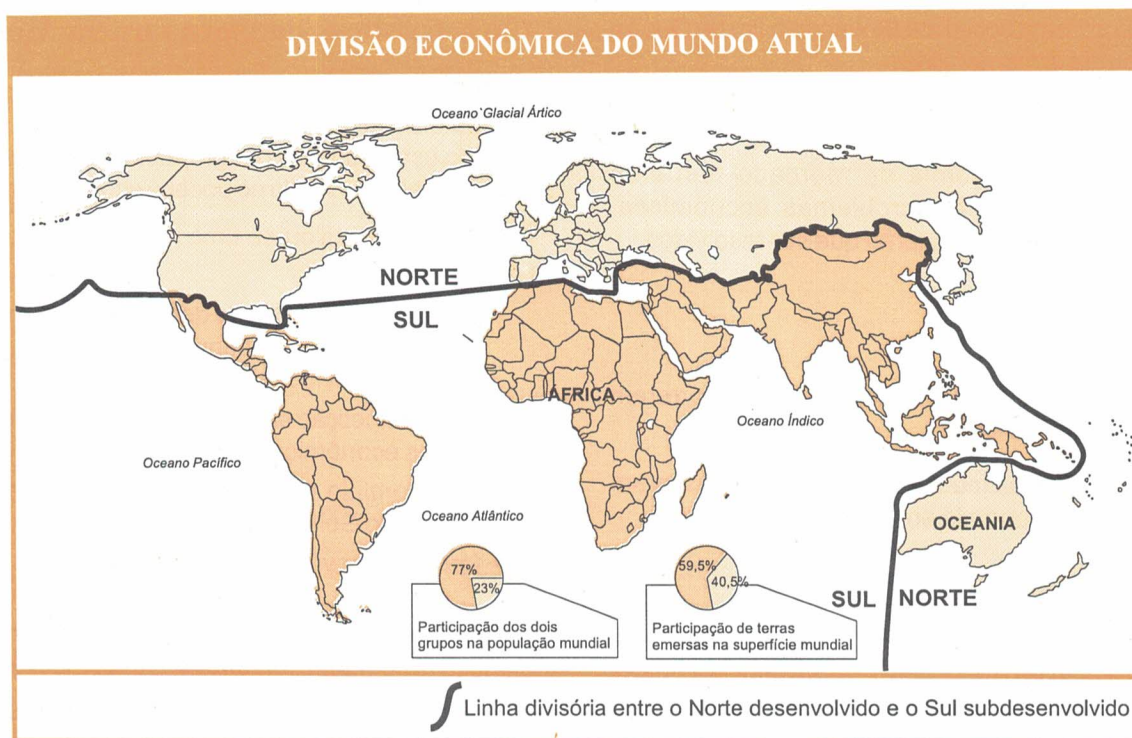 DIVISÃO ECONÔMICA DO MUNDO ATUAL
Oceano Glacial Ártico
NORTE
SUL
ÁFRICA
Oceano Índico
Oceano Pacífico
Oceano Atlântico
OCEANIA
77%
23%
Participação dos dois
grupos na população mundial
59,5%
40,5%
Participação de terras
emersas na superfície mundial
SUL NORTE
Linha divisória entre o Norte desenvolvido e o Sul subdesenvolvido